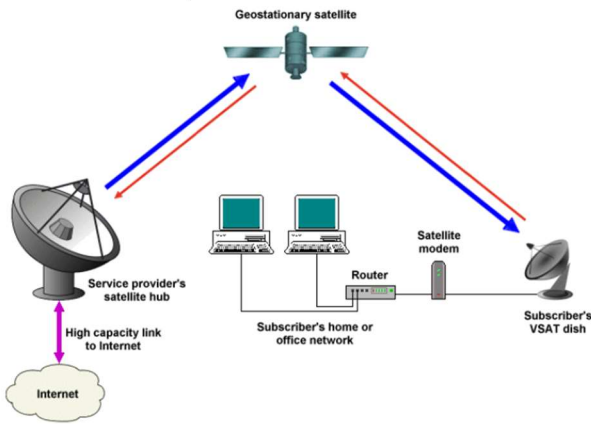 Geostationary satellite
Satellite
modem
Router
Service provider's
satellite hub
Subscriber's
VSAT dish
High capacity link
to Internet
Subscriber's home or
office network
Internet